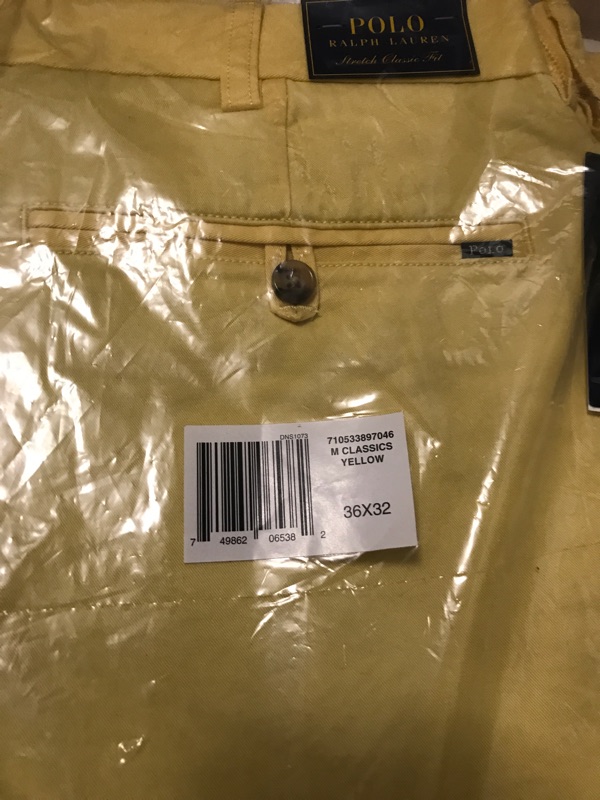 POLO
RALPH LAUREN
Stretch Classic Fit
Polo
DNS1073
710533897046
M CLASSICS
YELLOW
36X32
7 49862 06538 2